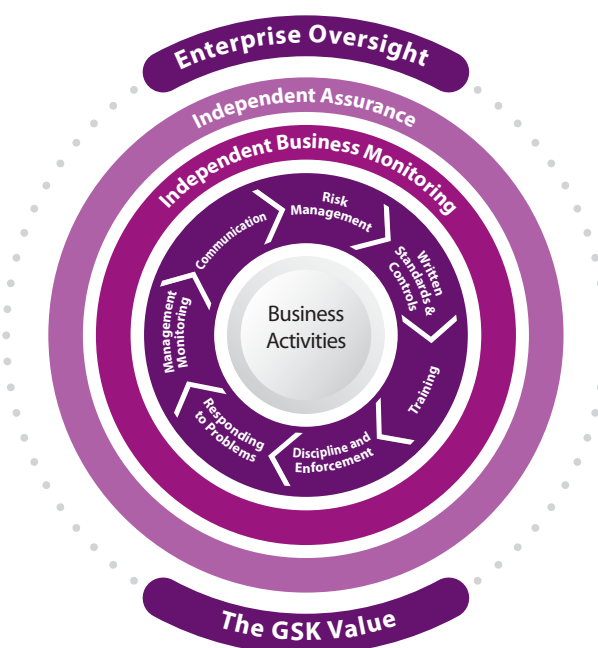 Enterprise Oversight
Independent Assurance
Independent Business Monitoring
Risk
Management
Written
Standards &
Controls
Training
Discipline and
Enforcement
Responding
to Problems
Management
Monitoring
Communication
Business
Activities
The GSK Value